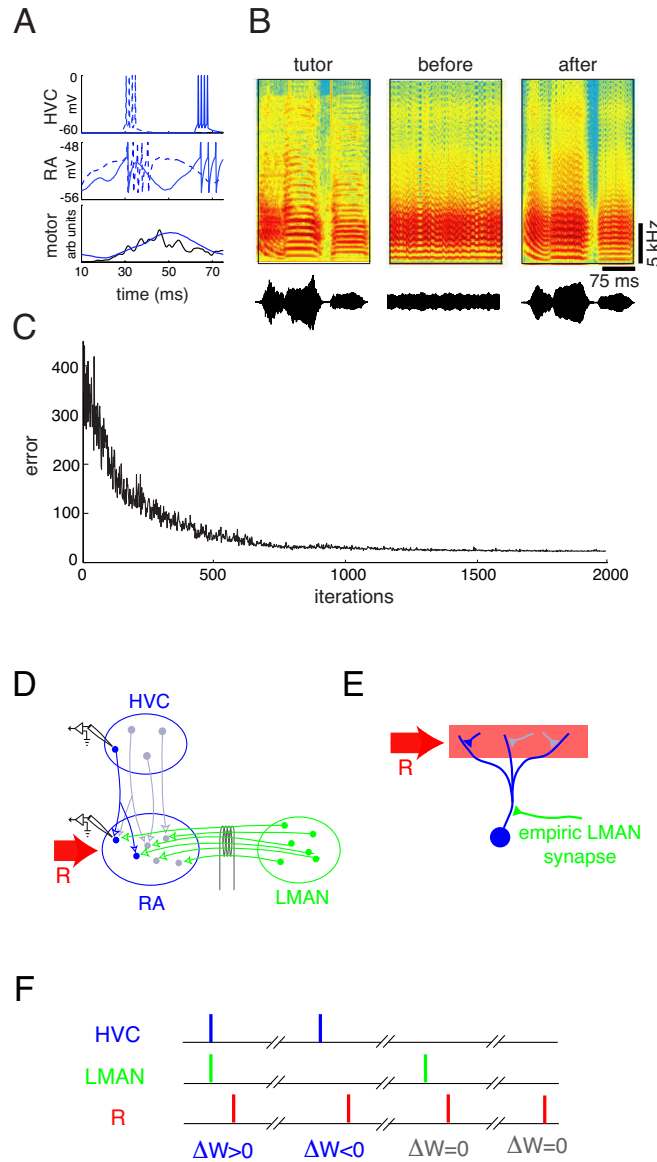 A
HVC
mV
0
-60
RA
mV
-48
-56
motor
arb units
10 30 50 70
time (ms)
B
tutor before after
5 kHz
75 ms
C
error
400
300
200
100
0
0 500 1000 1500 2000
iterations
D
HVC
R
RA
LMAN
E
R
empiric LMAN
synapse
F
HVC
LMAN
R
ΔW>0 ΔW<0 ΔW=0 ΔW=0